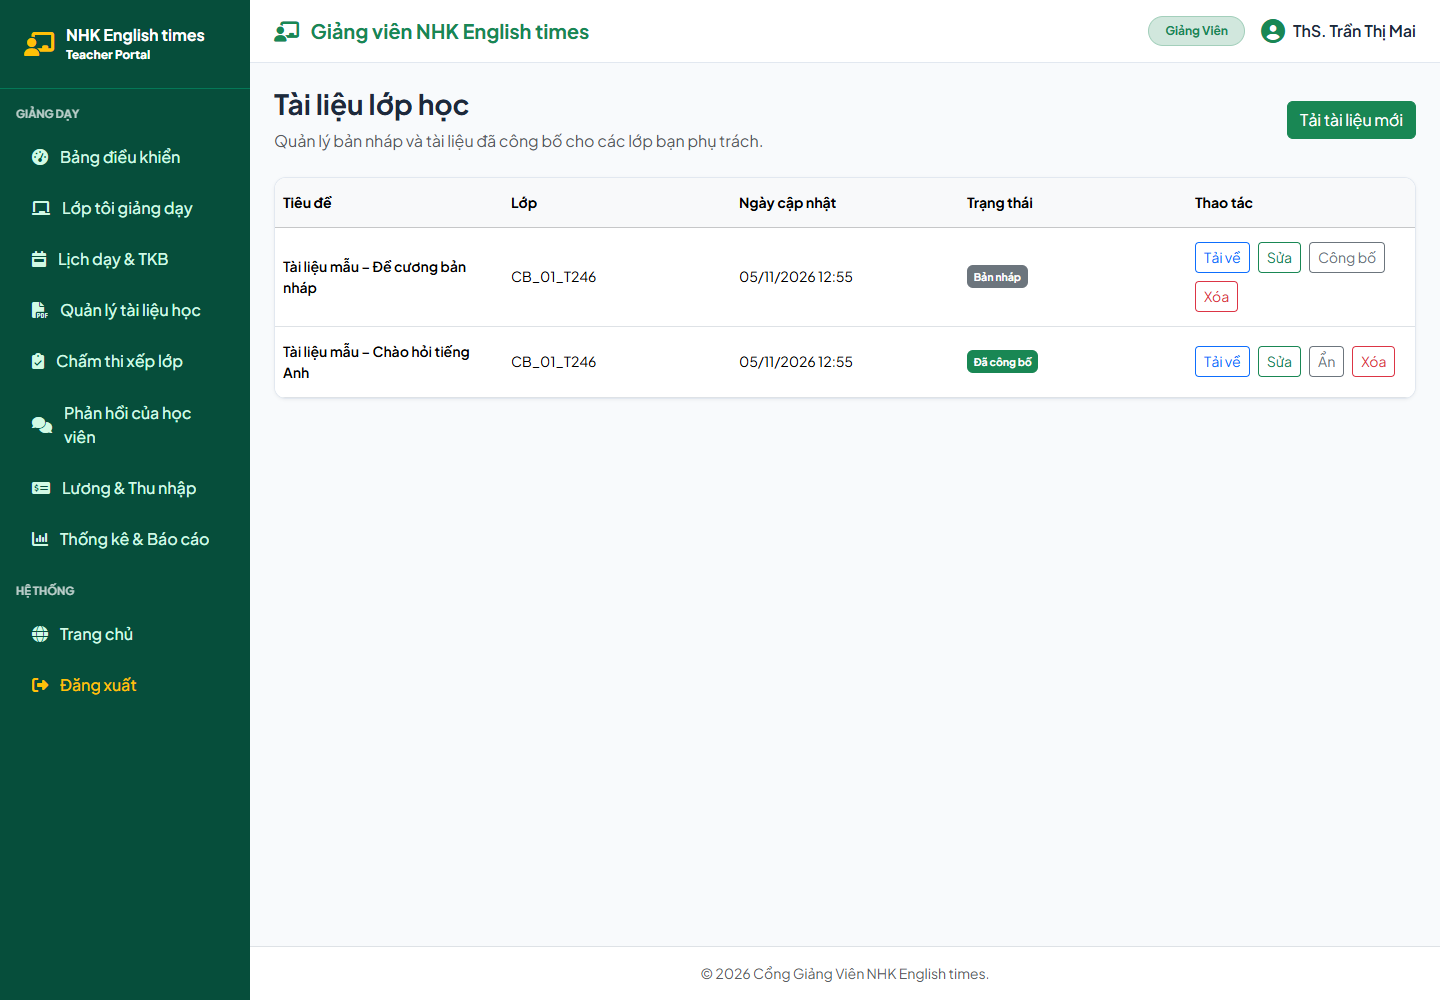 NHK English times
Teacher Portal
GIẢNG DẠY
Bảng điều khiển
Lớp tôi giảng dạy
Lịch dạy & TKB
Quản lý tài liệu học
Chấm thi xếp lớp
Phản hồi của học
viên
Lương & Thu nhập
Thống kê & Báo cáo
HỆ THỐNG
Trang chủ
Đăng xuất
Giảng viên NHK English times
Giảng Viên
ThS. Trần Thị Mai
Tài liệu lớp học
Quản lý bản nháp và tài liệu đã công bố cho các lớp bạn phụ trách.
Tải tài liệu mới
Tiêu đề Lớp Ngày cập nhật Trạng thái Thao tác
Tài liệu mẫu – Đề cương bản
nháp
CB_01_T246
05/11/2026 12:55
Bản nháp
Tải về Sửa Công bố
Xóa
Tài liệu mẫu – Chào hỏi tiếng
Anh
CB_01_T246
05/11/2026 12:55
Đã công bố
Tải về Sửa Ẩn Xóa
© 2026 Cổng Giảng Viên NHK English times.